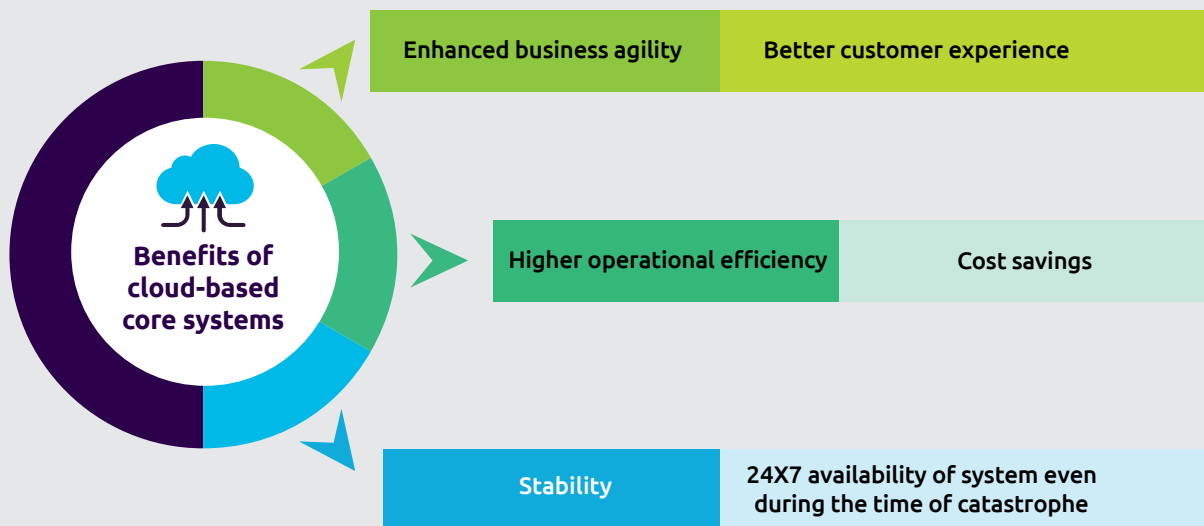 Enhanced business agility
Better customer experience
Benefits of
cloud-based
core systems
Higher operational efficiency
Cost savings
Stability
24X7 availability of system even
during the time of catastrophe